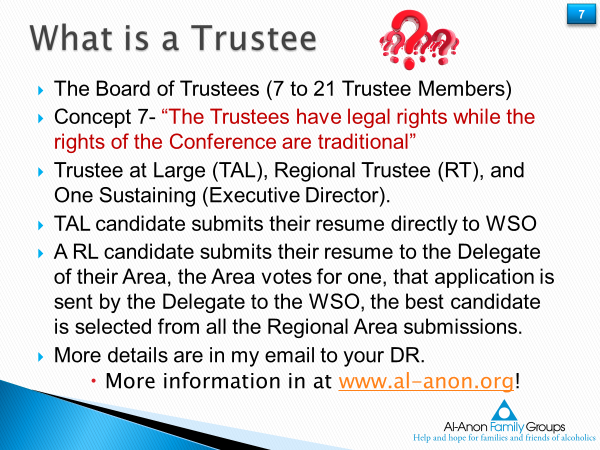 7
What is a Trustee
The Board of Trustees (7 to 21 Trustee Members)
Concept 7- “The Trustees have legal rights while the
rights of the Conference are traditional”
Trustee at Large (TAL), Regional Trustee (RT), and
One Sustaining (Executive Director).
TAL candidate submits their resume directly to WSO
A RL candidate submits their resume to the Delegate
of their Area, the Area votes for one, that application is
sent by the Delegate to the WSO, the best candidate
is selected from all the Regional Area submissions.
More details are in my email to your DR.
More information in at www.al-anon.org!
Al-Anon Family Groups
Help and hope for families and friends of alcoholics